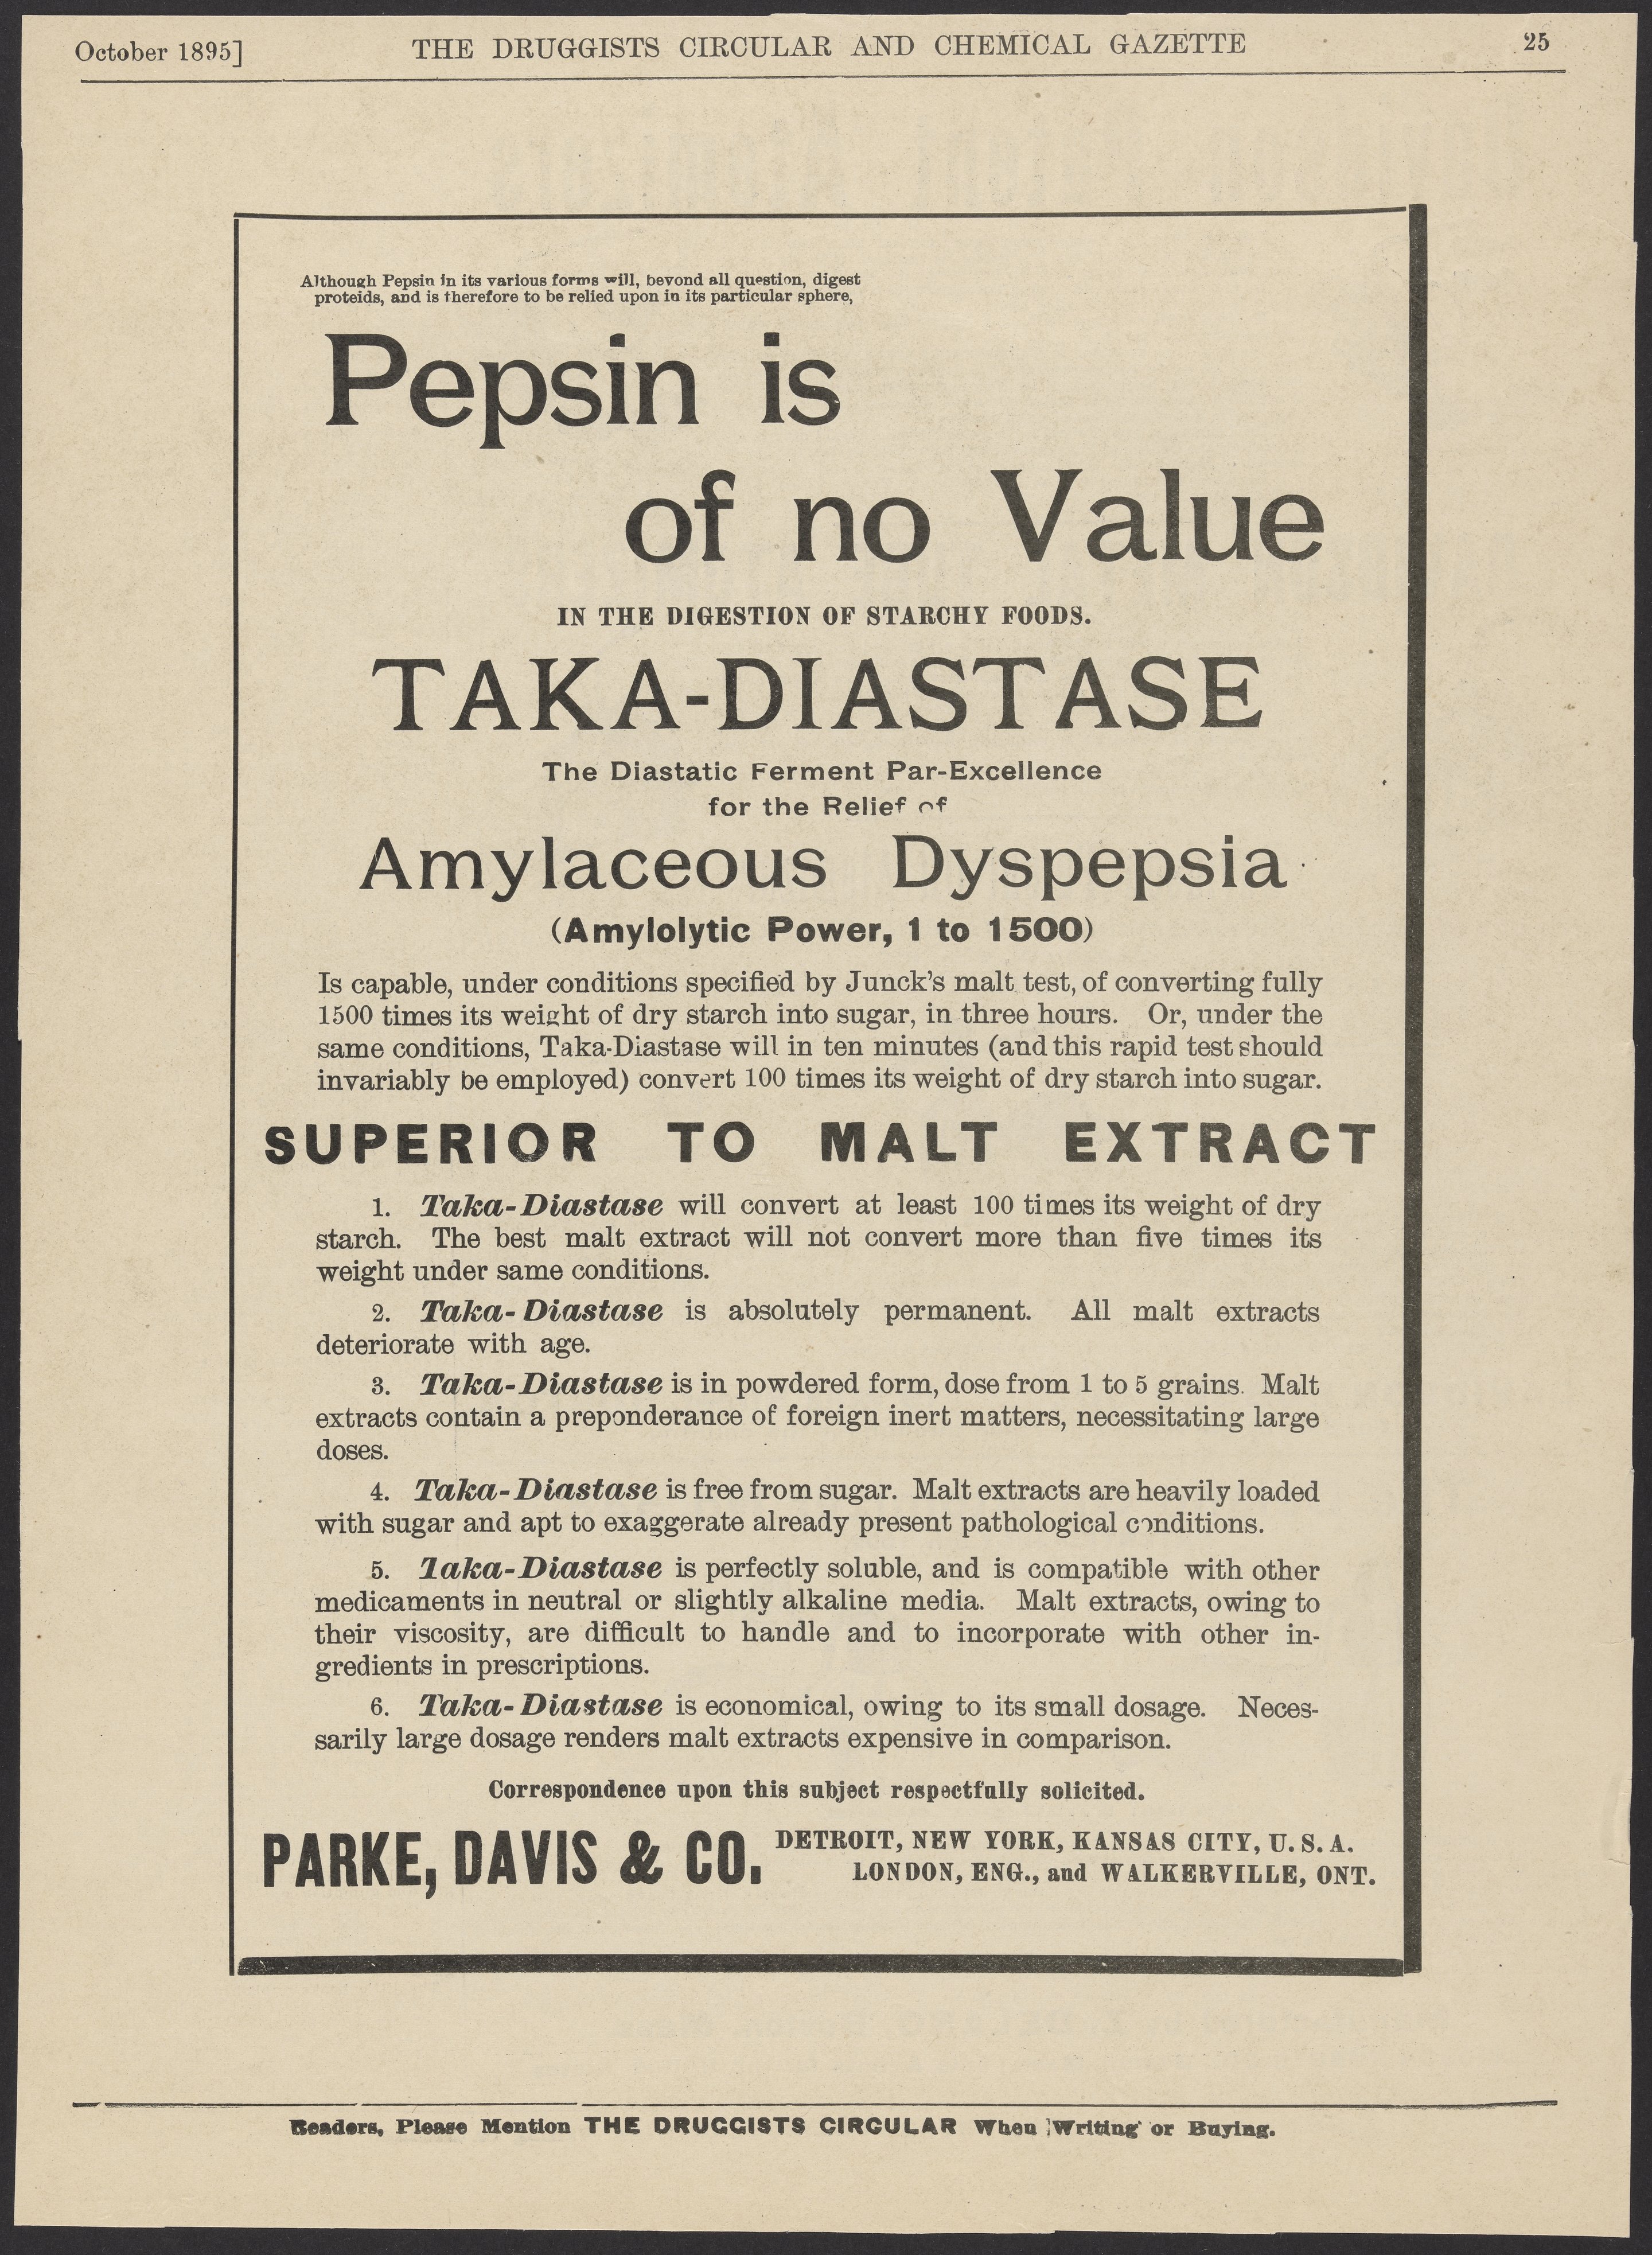 October 1895]
THE DRUGGISTS CIRCULAR AND CHEMICAL GAZETTE
25
Although Pepsin in its various forms will, beyond all question, digest
proteids, and is therefore to be relied upon in its particular sphere,
Pepsin is
of no Value
IN THE DIGESTION OF STARCHY FOODS.
TAKA-DIASTASE
The Diastatic Ferment Par-Excellence
for the Relief of
Amylaceous Dyspepsia
(Amylolytic Power, 1 to 1500)
Is capable, under conditions specified by Junck's malt test, of converting fully
1500 times its weight of dry starch into sugar, in three hours. Or, under the
same conditions, Taka-Diastase will in ten minutes (and this rapid test should
invariably be employed) convert 100 times its weight of dry starch into sugar.
SUPERIOR TO MALT EXTRACT
1. Taka-Diastase will convert at least 100 times its weight of dry
starch. The best malt extract will not convert more than five times its
weight under same conditions.
2. Taka-Diastase is absolutely permanent. All malt extracts
deteriorate with age.
3. Taka-Diastase is in powdered form, dose from 1 to 5 grains. Malt
extracts contain a preponderance of foreign inert matters, necessitating large
doses.
4. Taka-Diastase is free from sugar. Malt extracts are heavily loaded
with sugar and apt to exaggerate already present pathological conditions.
5. Taka-Diastase is perfectly soluble, and is compatible with other
medicaments in neutral or slightly alkaline media. Malt extracts, owing to
their viscosity, are difficult to handle and to incorporate with other in-
gredients in prescriptions.
6. Taka-Diastase is economical, owing to its small dosage. Neces-
sarily large dosage renders malt extracts expensive in comparison.
Correspondence upon this subject respectfully solicited.
PARKE, DAVIS & CO. DETROIT, NEW YORK, KANSAS CITY, U. S. A.
LONDON, ENG., and WALKERVILLE, ONT.
Readers, Please Mention THE DRUGGISTS CIRCULAR When Writing or Buying.